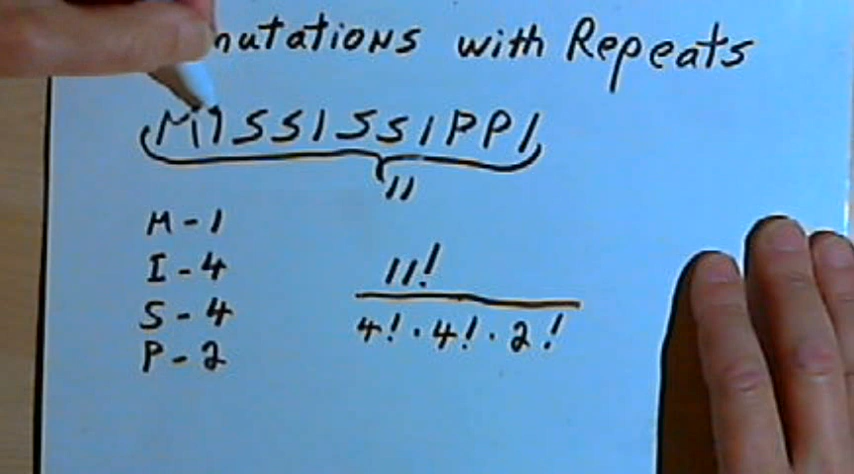 mutations with Repeats
MISSISSIPPI
11
M - 1
I - 4
S - 4
P - 2
11!
4! · 4! · 2!